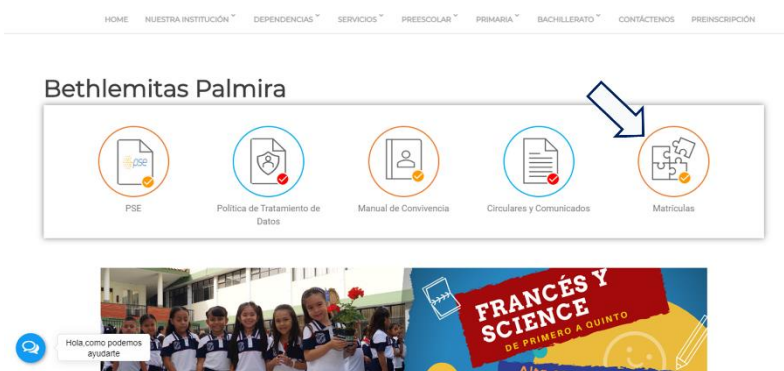 HOME NUESTRA INSTITUCIÓN DEPENDENCIAS SERVICIOS PREESCOLAR PRIMARIA BACHILLERATO CONTÁCTENOS PREINSCRIPCIÓN
Bethlemitas Palmira
pse
PSE
Política de Tratamiento de
Datos
Manual de Convivencia
Circulares y Comunicados
Matrículas
FRANCÉS Y
SCIENCE
DE PRIMERO A QUINTO
Hola,como podemos
ayudarte